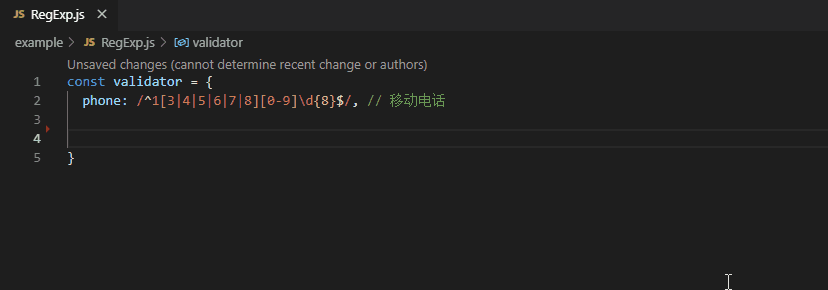 JS RegExp.js ×
example > JS RegExp.js > validator
Unsaved changes (cannot determine recent change or authors)
1 const validator = {
2 phone: /^1[3|4|5|6|7|8][0-9]\d{8}$/, // 移动电话
3
4
5 }